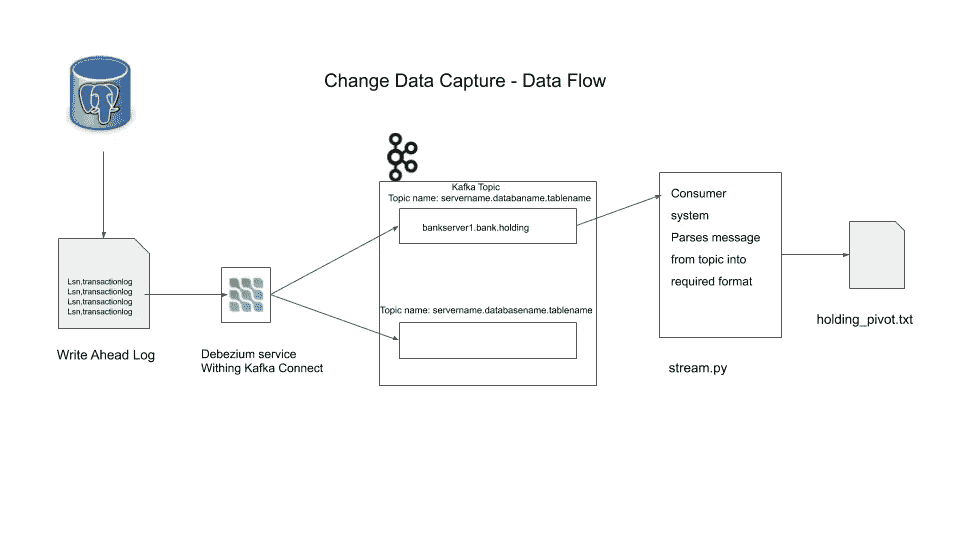 Change Data Capture - Data Flow
Kafka Topic
Topic name: servername.databaname.tablename
bankserver1.bank.holding
Topic name: servername.databasename.tablename
Consumer
system
Parses message
from topic into
required format
Lsn,transactionlog
Lsn,transactionlog
Lsn,transactionlog
Lsn,transactionlog
Write Ahead Log
Debezium service
Withing Kafka Connect
stream.py
holding_pivot.txt